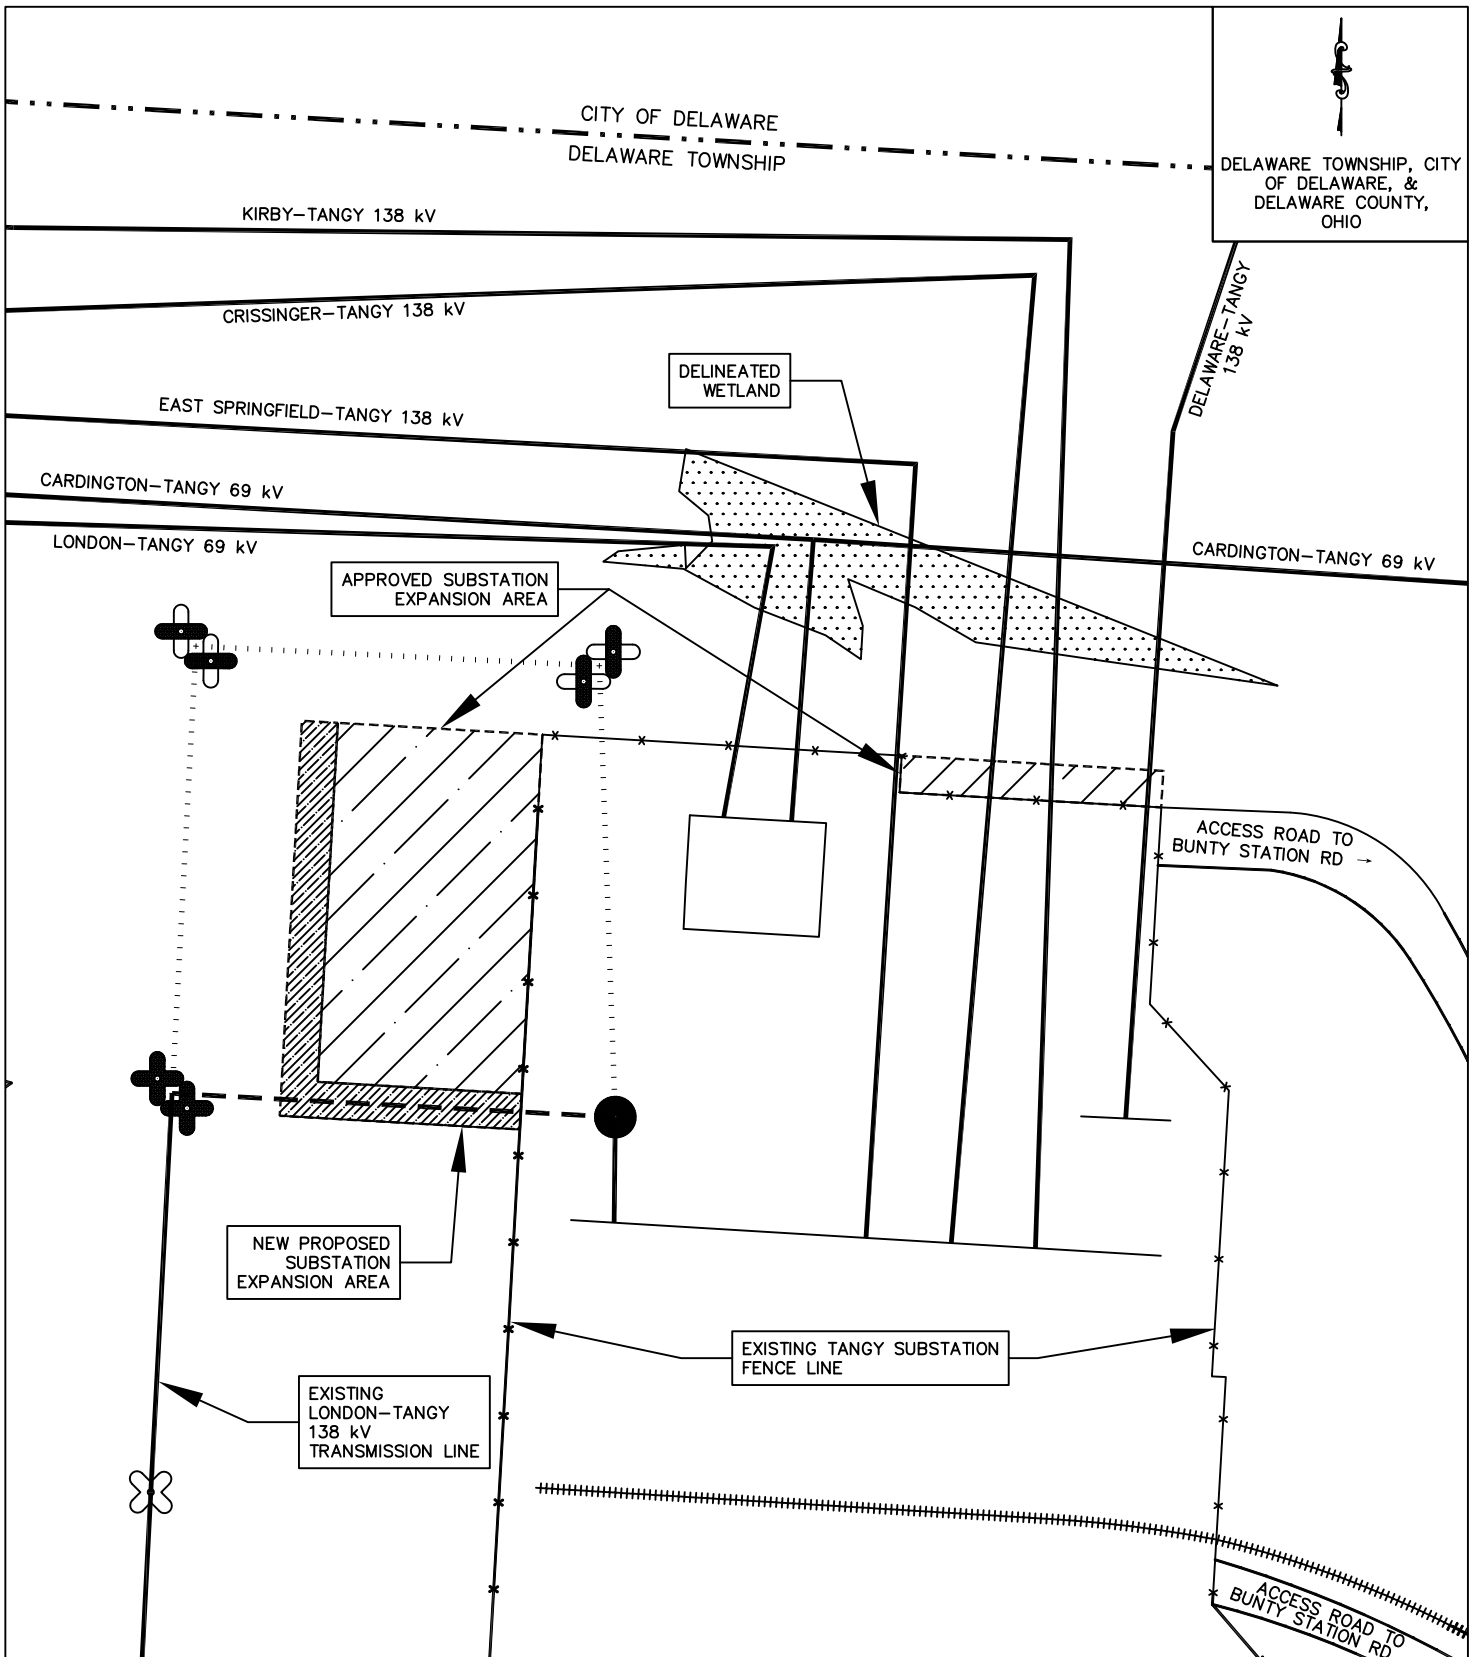 CITY OF DELAWARE
DELAWARE TOWNSHIP
DELAWARE TOWNSHIP, CITY
OF DELAWARE, &
DELAWARE COUNTY,
OHIO
KIRBY–TANGY 138 kV
CRISSINGER–TANGY 138 kV
DELAWARE–TANGY
138 kV
DELINEATED
WETLAND
EAST SPRINGFIELD–TANGY 138 kV
CARDINGTON–TANGY 69 kV
LONDON–TANGY 69 kV
CARDINGTON–TANGY 69 kV
APPROVED SUBSTATION
EXPANSION AREA
ACCESS ROAD TO
BUNTY STATION RD →
NEW PROPOSED
SUBSTATION
EXPANSION AREA
EXISTING TANGY SUBSTATION
FENCE LINE
EXISTING
LONDON–TANGY
138 kV
TRANSMISSION LINE
ACCESS ROAD TO
BUNTY STATION RD